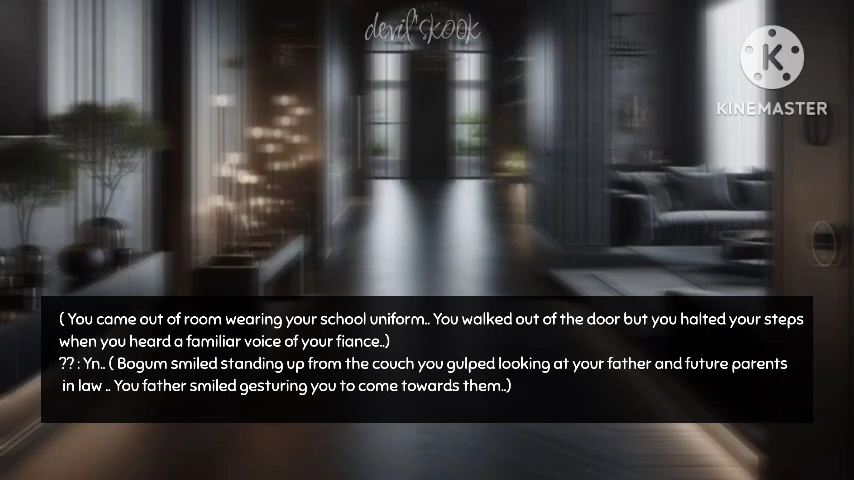 devil'skook
KINEMASTER
( You came out of room wearing your school uniform.. You walked out of the door but you halted your steps
when you heard a familiar voice of your fiance..)
?? : Yn.. ( Bogum smiled standing up from the couch you gulped looking at your father and future parents
in law .. You father smiled gesturing you to come towards them..)